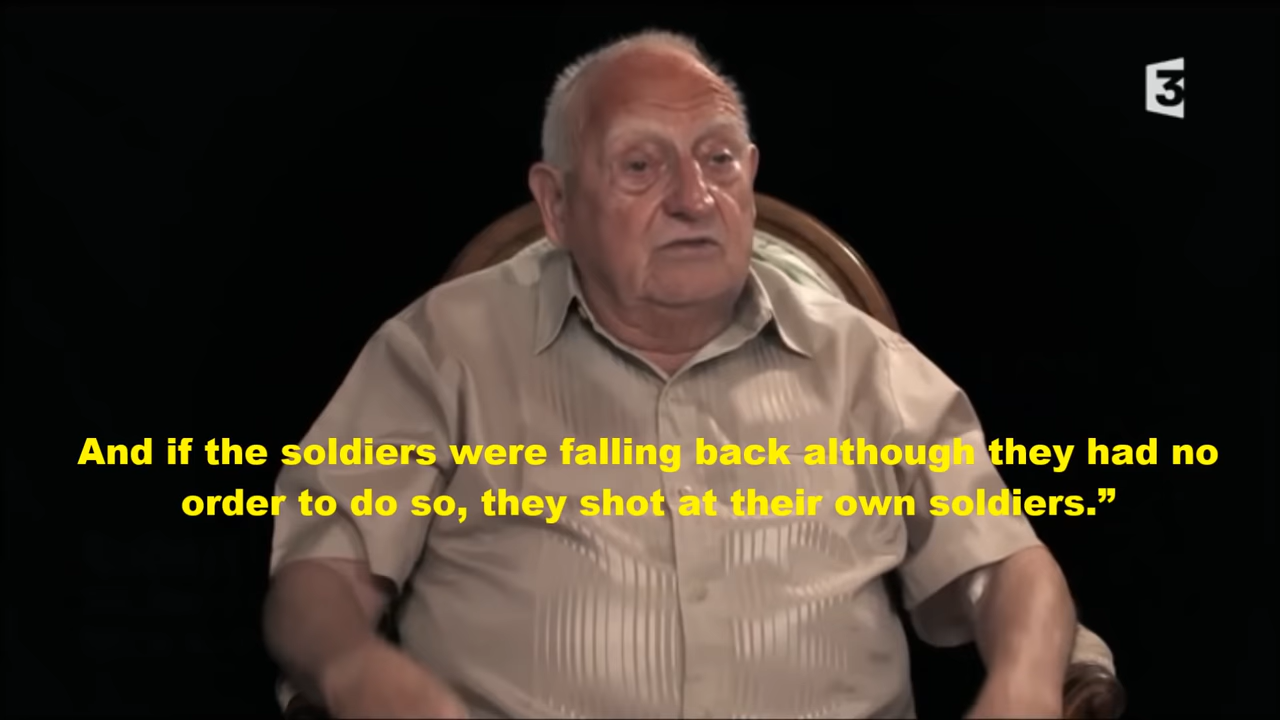 3
And if the soldiers were falling back although they had no
order to do so, they shot at their own soldiers.”